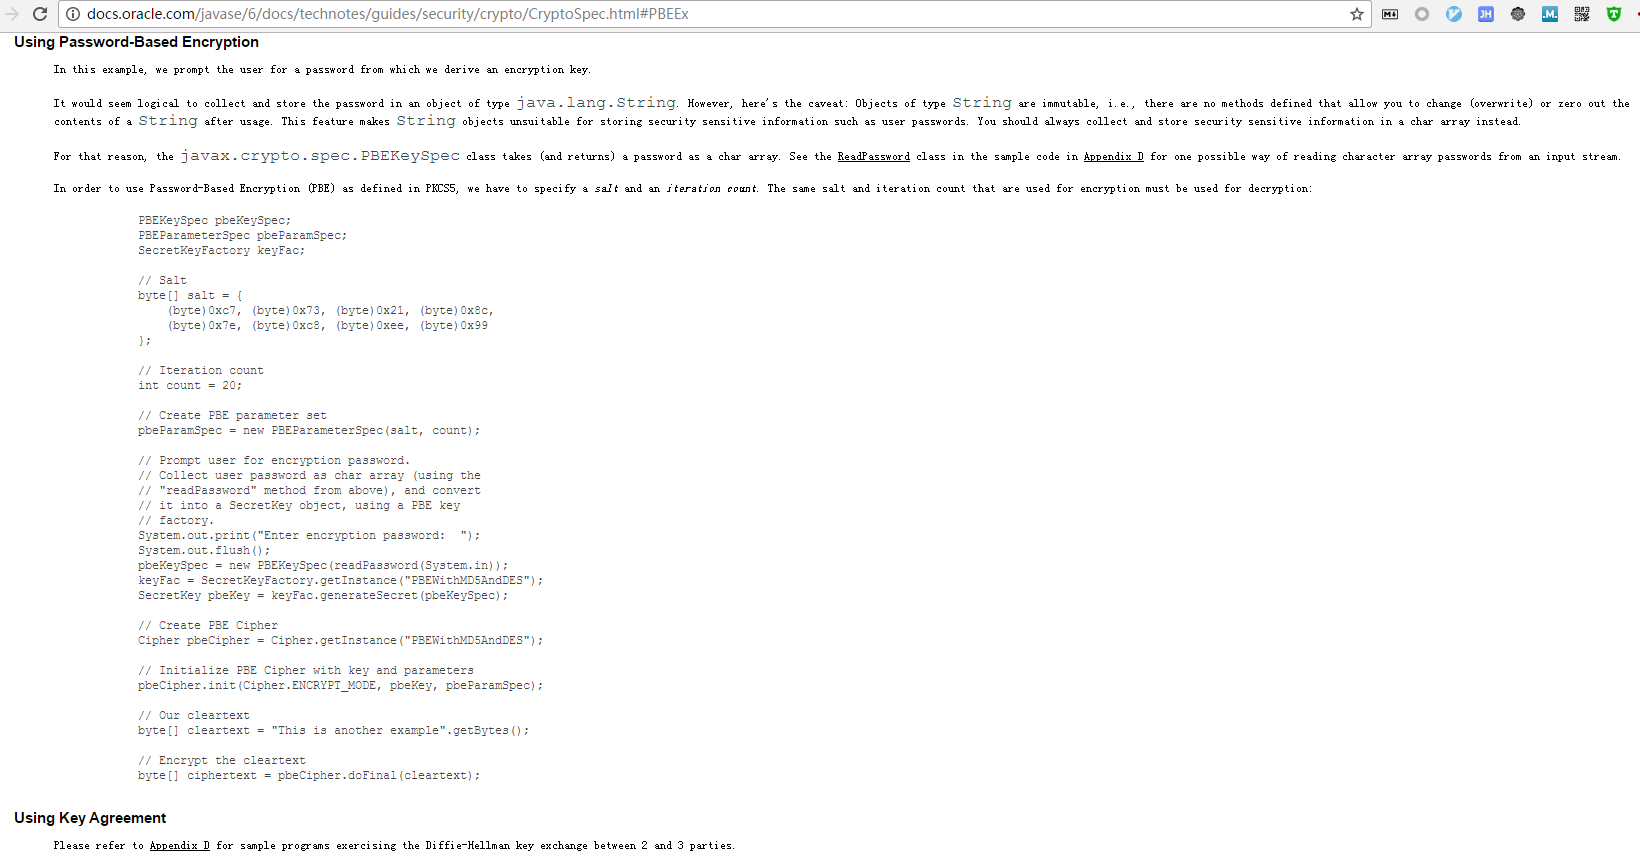 docs.oracle.com/javase/6/docs/technotes/guides/security/crypto/CryptoSpec.html#PBEEx
M↓
JH
.M.
T
Using Password-Based Encryption
In this example, we prompt the user for a password from which we derive an encryption key.
It would seem logical to collect and store the password in an object of type java.lang.String. However, here's the caveat: Objects of type String are immutable, i.e., there are no methods defined that allow you to change (overwrite) or zero out the
contents of a String after usage. This feature makes String objects unsuitable for storing security sensitive information such as user passwords. You should always collect and store security sensitive information in a char array instead.
For that reason, the javax.crypto.spec.PBEKeySpec class takes (and returns) a password as a char array. See the ReadPassword class in the sample code in Appendix D for one possible way of reading character array passwords from an input stream.
In order to use Password-Based Encryption (PBE) as defined in PKCS5, we have to specify a salt and an iteration count. The same salt and iteration count that are used for encryption must be used for decryption:
PBEKeySpec pbeKeySpec;
PBEParameterSpec pbeParamSpec;
SecretKeyFactory keyFac;
// Salt
byte[] salt = {
(byte)0xc7, (byte)0x73, (byte)0x21, (byte)0x8c,
(byte)0x7e, (byte)0xc8, (byte)0xee, (byte)0x99
};
// Iteration count
int count = 20;
// Create PBE parameter set
pbeParamSpec = new PBEParameterSpec(salt, count);
// Prompt user for encryption password.
// Collect user password as char array (using the
// "readPassword" method from above), and convert
// it into a SecretKey object, using a PBE key
// factory.
System.out.print("Enter encryption password:  ");
System.out.flush();
pbeKeySpec = new PBEKeySpec(readPassword(System.in));
keyFac = SecretKeyFactory.getInstance("PBEWithMD5AndDES");
SecretKey pbeKey = keyFac.generateSecret(pbeKeySpec);
// Create PBE Cipher
Cipher pbeCipher = Cipher.getInstance("PBEWithMD5AndDES");
// Initialize PBE Cipher with key and parameters
pbeCipher.init(Cipher.ENCRYPT_MODE, pbeKey, pbeParamSpec);
// Our cleartext
byte[] cleartext = "This is another example".getBytes();
// Encrypt the cleartext
byte[] ciphertext = pbeCipher.doFinal(cleartext);
Using Key Agreement
Please refer to Appendix D for sample programs exercising the Diffie-Hellman key exchange between 2 and 3 parties.